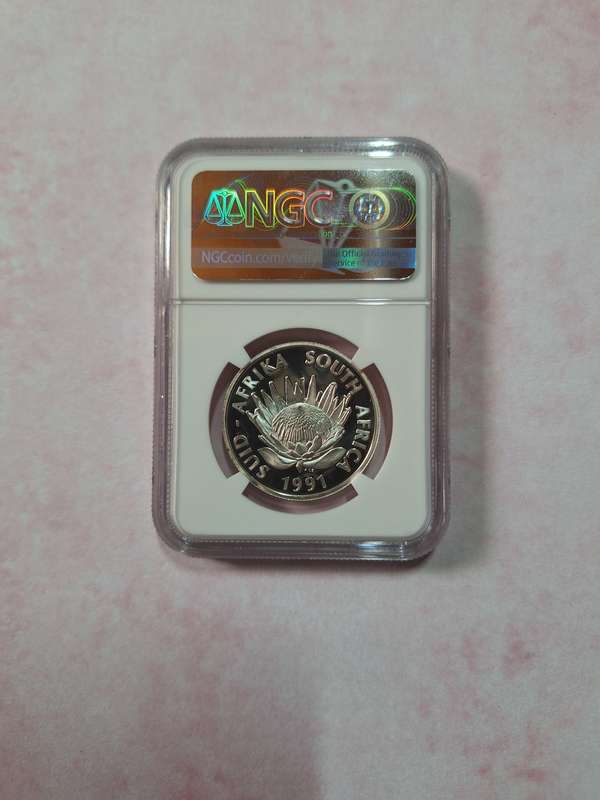 NGC
NGCcoin.com/verify
SUID-AFRIKA SOUTH AFRICA
1991